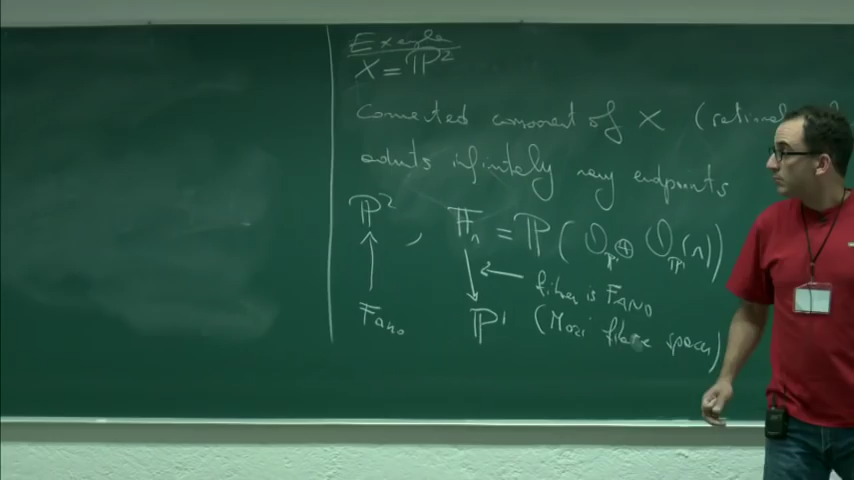 Example
X = ℙ²
Connected component of X (rational
admits infinitely many endpoints
ℙ² , 𝔽ₙ = ℙ( 𝒪_ℙ¹ ⊕ 𝒪_ℙ¹(n))
↑ ↓ ← fiber is FANO
Fano ℙ¹ (Mori fibre spaces)